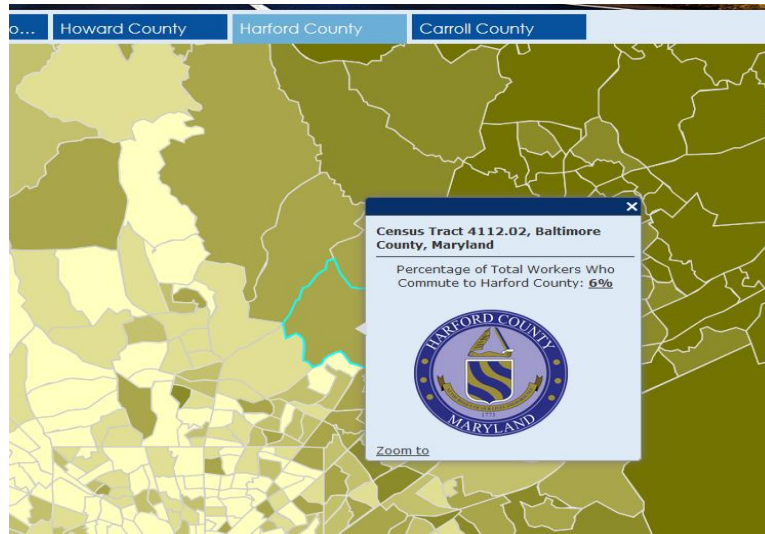 o...
Howard County
Harford County
Carroll County
×
Census Tract 4112.02, Baltimore
County, Maryland
Percentage of Total Workers Who
Commute to Harford County: 6%
HARFORD COUNTY
1773
MARYLAND
Zoom to